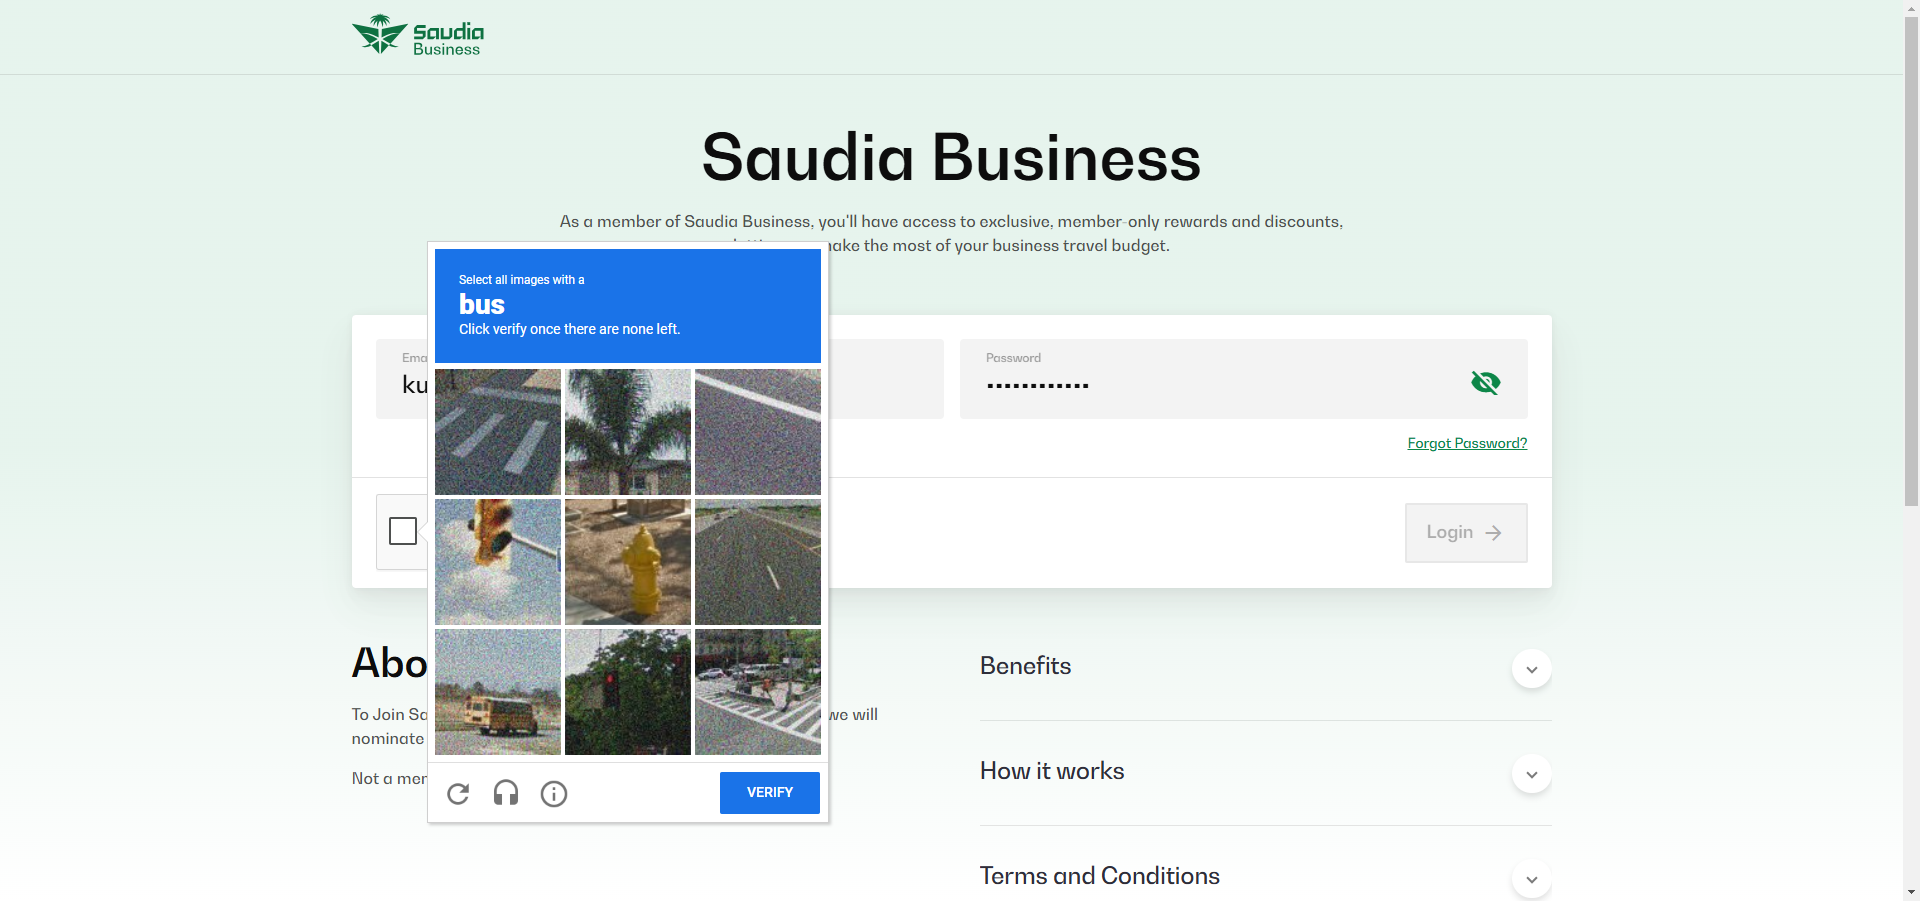 Saudia
Business
Saudia Business
As a member of Saudia Business, you'll have access to exclusive, member-only rewards and discounts,
make the most of your business travel budget.
Select all images with a
bus
Click verify once there are none left.
Ema
ku
Password
Forgot Password?
Login
Abo
To Join Sa
we will
nominate
Not a mer
VERIFY
Benefits
How it works
Terms and Conditions